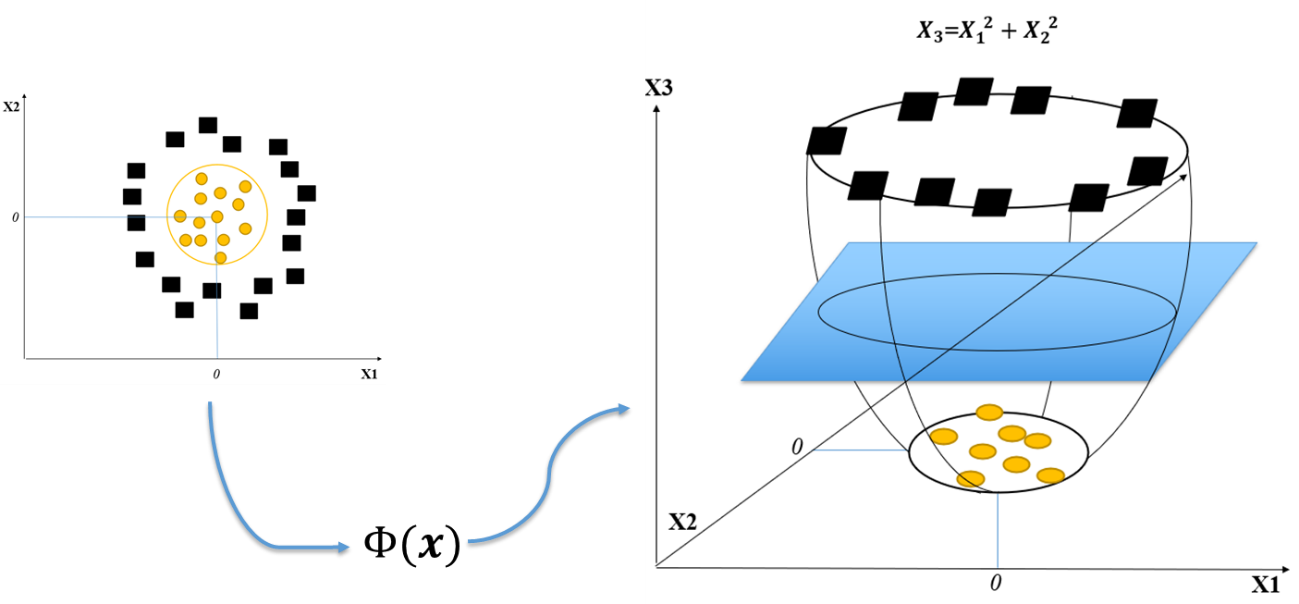 X₃=X₁² + X₂²
X2
0
0
X1
Φ(x)
X3
0
X2
0
X1